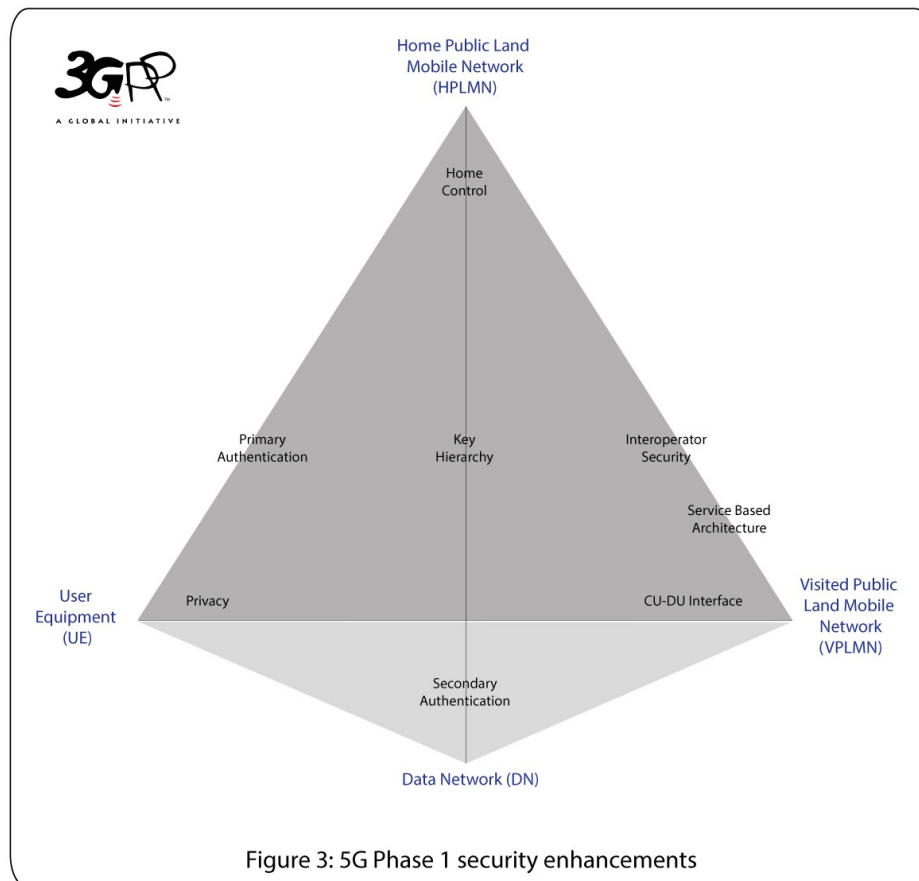 Home Public Land
Mobile Network
(HPLMN)
3GPP
TM
A GLOBAL INITIATIVE
Home
Control
Primary
Authentication
Key
Hierarchy
Interoperator
Security
Service Based
Architecture
User
Equipment
(UE)
Privacy
CU-DU Interface
Visited Public
Land Mobile
Network
(VPLMN)
Secondary
Authentication
Data Network (DN)
Figure 3: 5G Phase 1 security enhancements